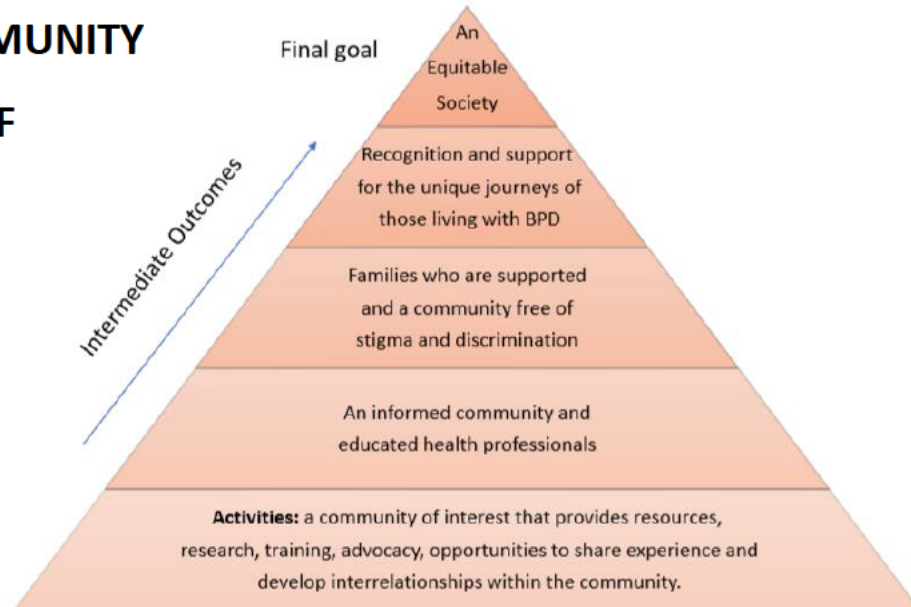 MUNITY
F
Final goal
Intermediate Outcomes
An
Equitable
Society
Recognition and support
for the unique journeys of
those living with BPD
Families who are supported
and a community free of
stigma and discrimination
An informed community and
educated health professionals
Activities: a community of interest that provides resources,
research, training, advocacy, opportunities to share experience and
develop interrelationships within the community.